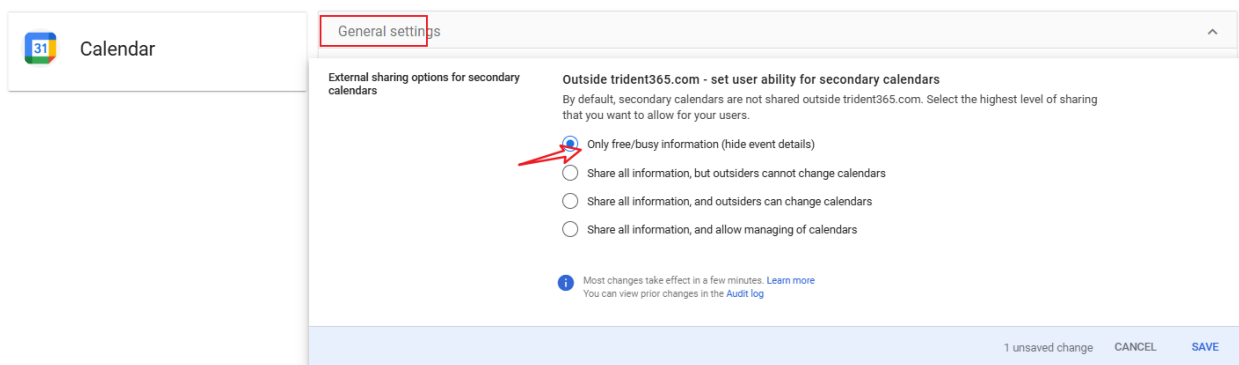 31
Calendar
General settings
External sharing options for secondary
calendars
Outside trident365.com - set user ability for secondary calendars
By default, secondary calendars are not shared outside trident365.com. Select the highest level of sharing
that you want to allow for your users.
Only free/busy information (hide event details)
Share all information, but outsiders cannot change calendars
Share all information, and outsiders can change calendars
Share all information, and allow managing of calendars
Most changes take effect in a few minutes. Learn more
You can view prior changes in the Audit log
1 unsaved change CANCEL SAVE